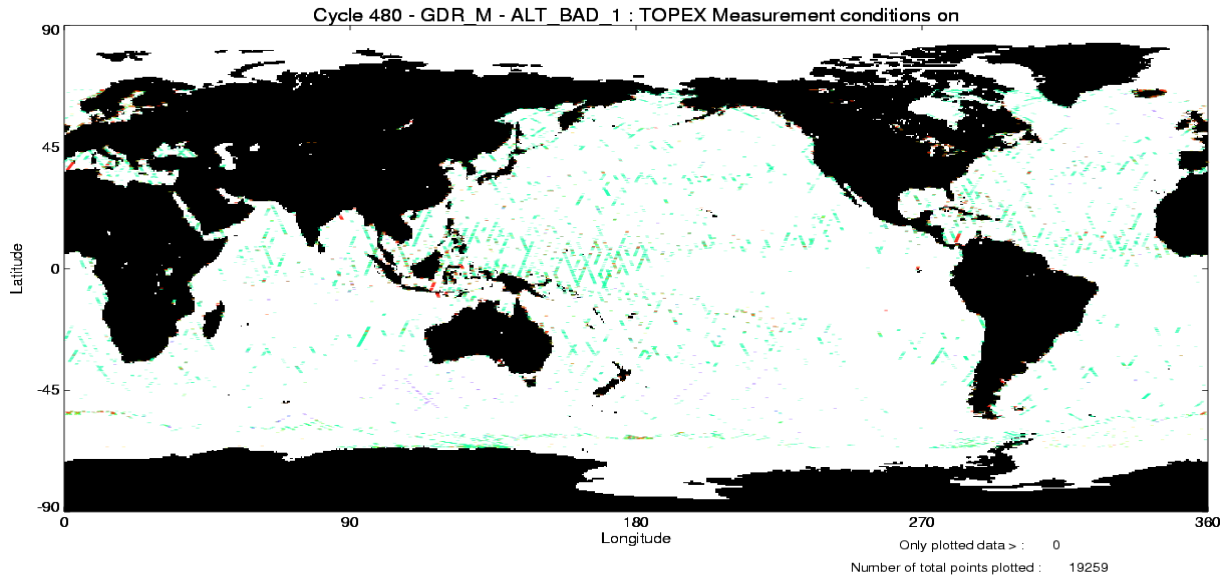 Cycle 480 - GDR_M - ALT_BAD_1 : TOPEX Measurement conditions on
90
45
0
-45
-90
Latitude
0 90 180 270 360
Longitude
Only plotted data > : 0
Number of total points plotted : 19259